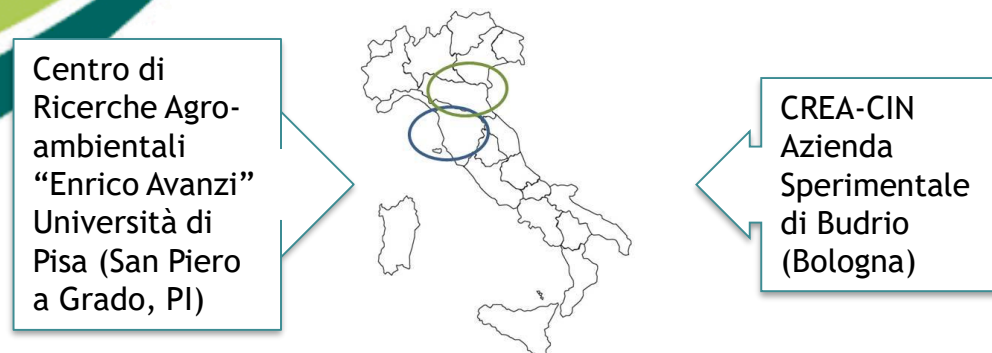 Centro di
Ricerche Agro-
ambientali
“Enrico Avanzi”
Università di
Pisa (San Piero
a Grado, PI)
CREA-CIN
Azienda
Sperimentale
di Budrio
(Bologna)